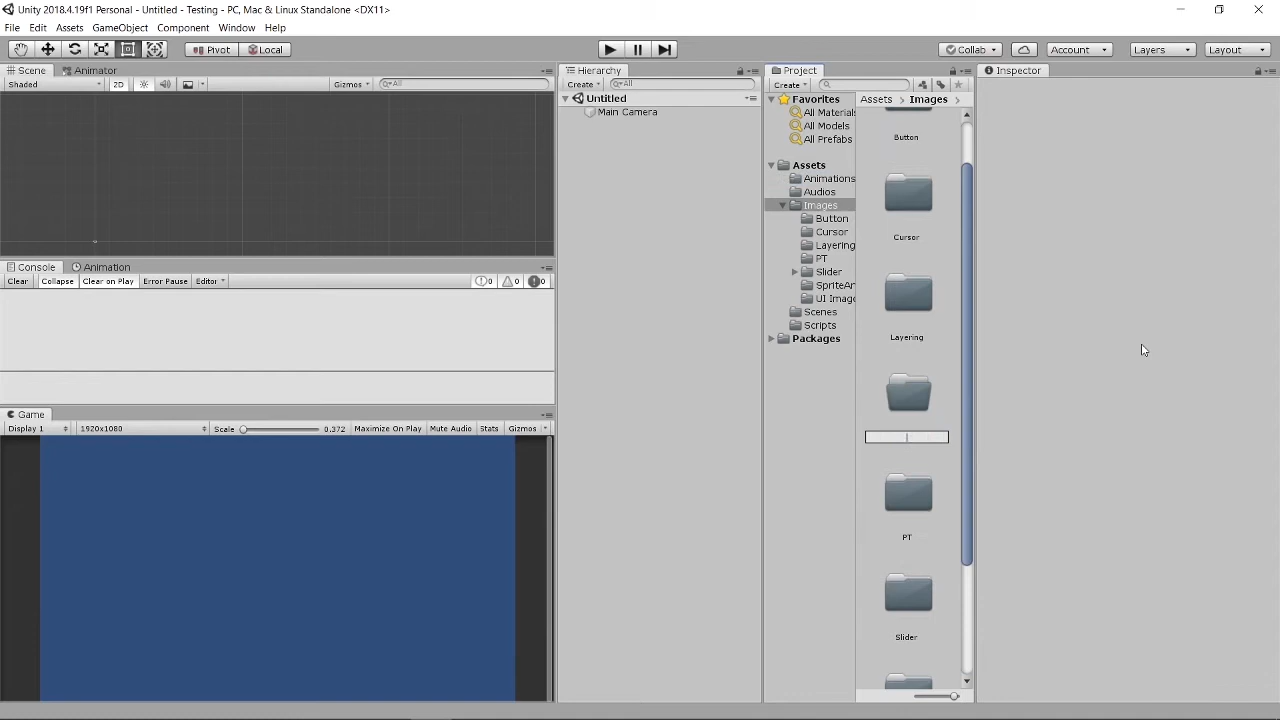 Unity 2018.4.19f1 Personal - Untitled - Testing - PC, Mac & Linux Standalone <DX11>
File Edit Assets GameObject Component Window Help
Pivot Local Collab Account Layers Layout
Scene Animator
Shaded 2D Gizmos All
Console Animation
Clear Collapse Clear on Play Error Pause Editor 0 0 0
Game
Display 1 1920x1080 Scale 0.372 Maximize On Play Mute Audio Stats Gizmos
Hierarchy
Create All
Untitled
Main Camera
Project
Create
Favorites
All Materials
All Models
All Prefabs
Assets
Animations
Audios
Images
Button
Cursor
Layering
PT
Slider
SpriteAn
UI Image
Scenes
Scripts
Packages
Assets > Images >
Button
Cursor
Layering
PT
Slider
Inspector